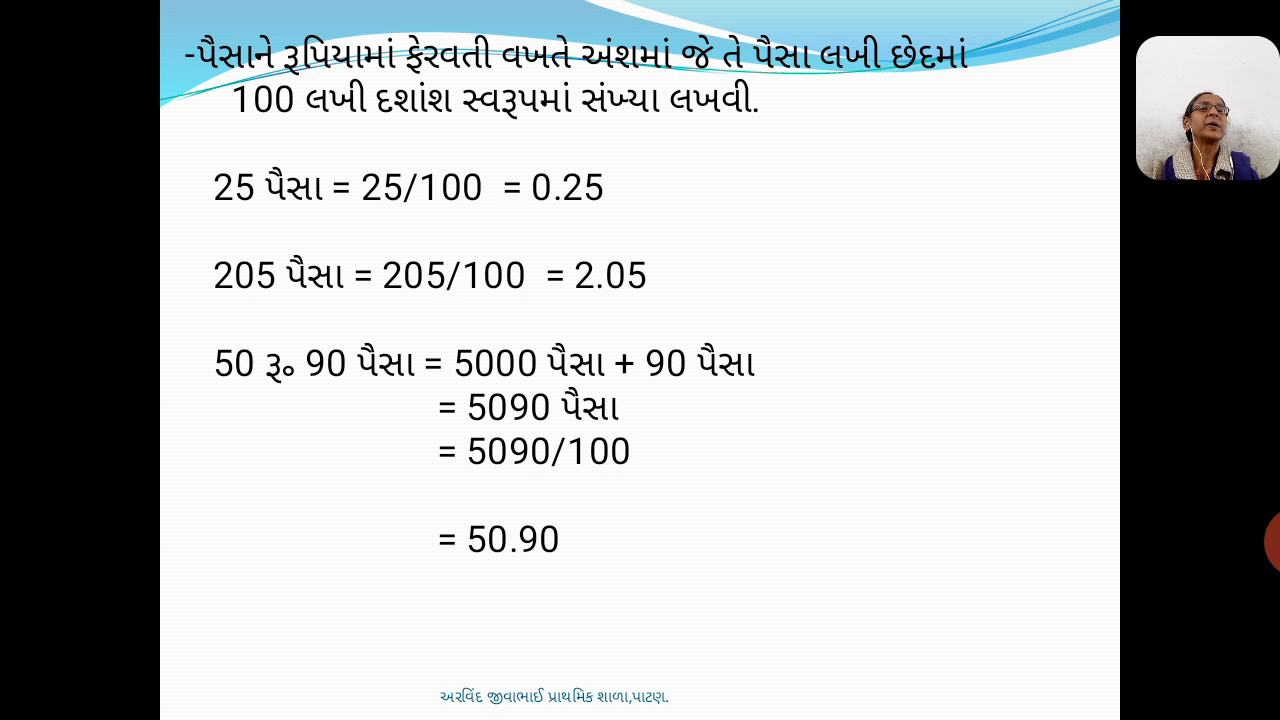 -પૈસાને રૂપિયામાં ફેરવતી વખતે અંશમાં જે તે પૈસા લખી છેદમાં
100 લખી દશાંશ સ્વરૂપમાં સંખ્યા લખવી.
25 પૈસા = 25/100 = 0.25
205 પૈસા = 205/100 = 2.05
50 રૂ૰ 90 પૈસા = 5000 પૈસા + 90 પૈસા
= 5090 પૈસા
= 5090/100
= 50.90
અરવિંદ જીવાભાઈ પ્રાથમિક શાળા,પાટણ.